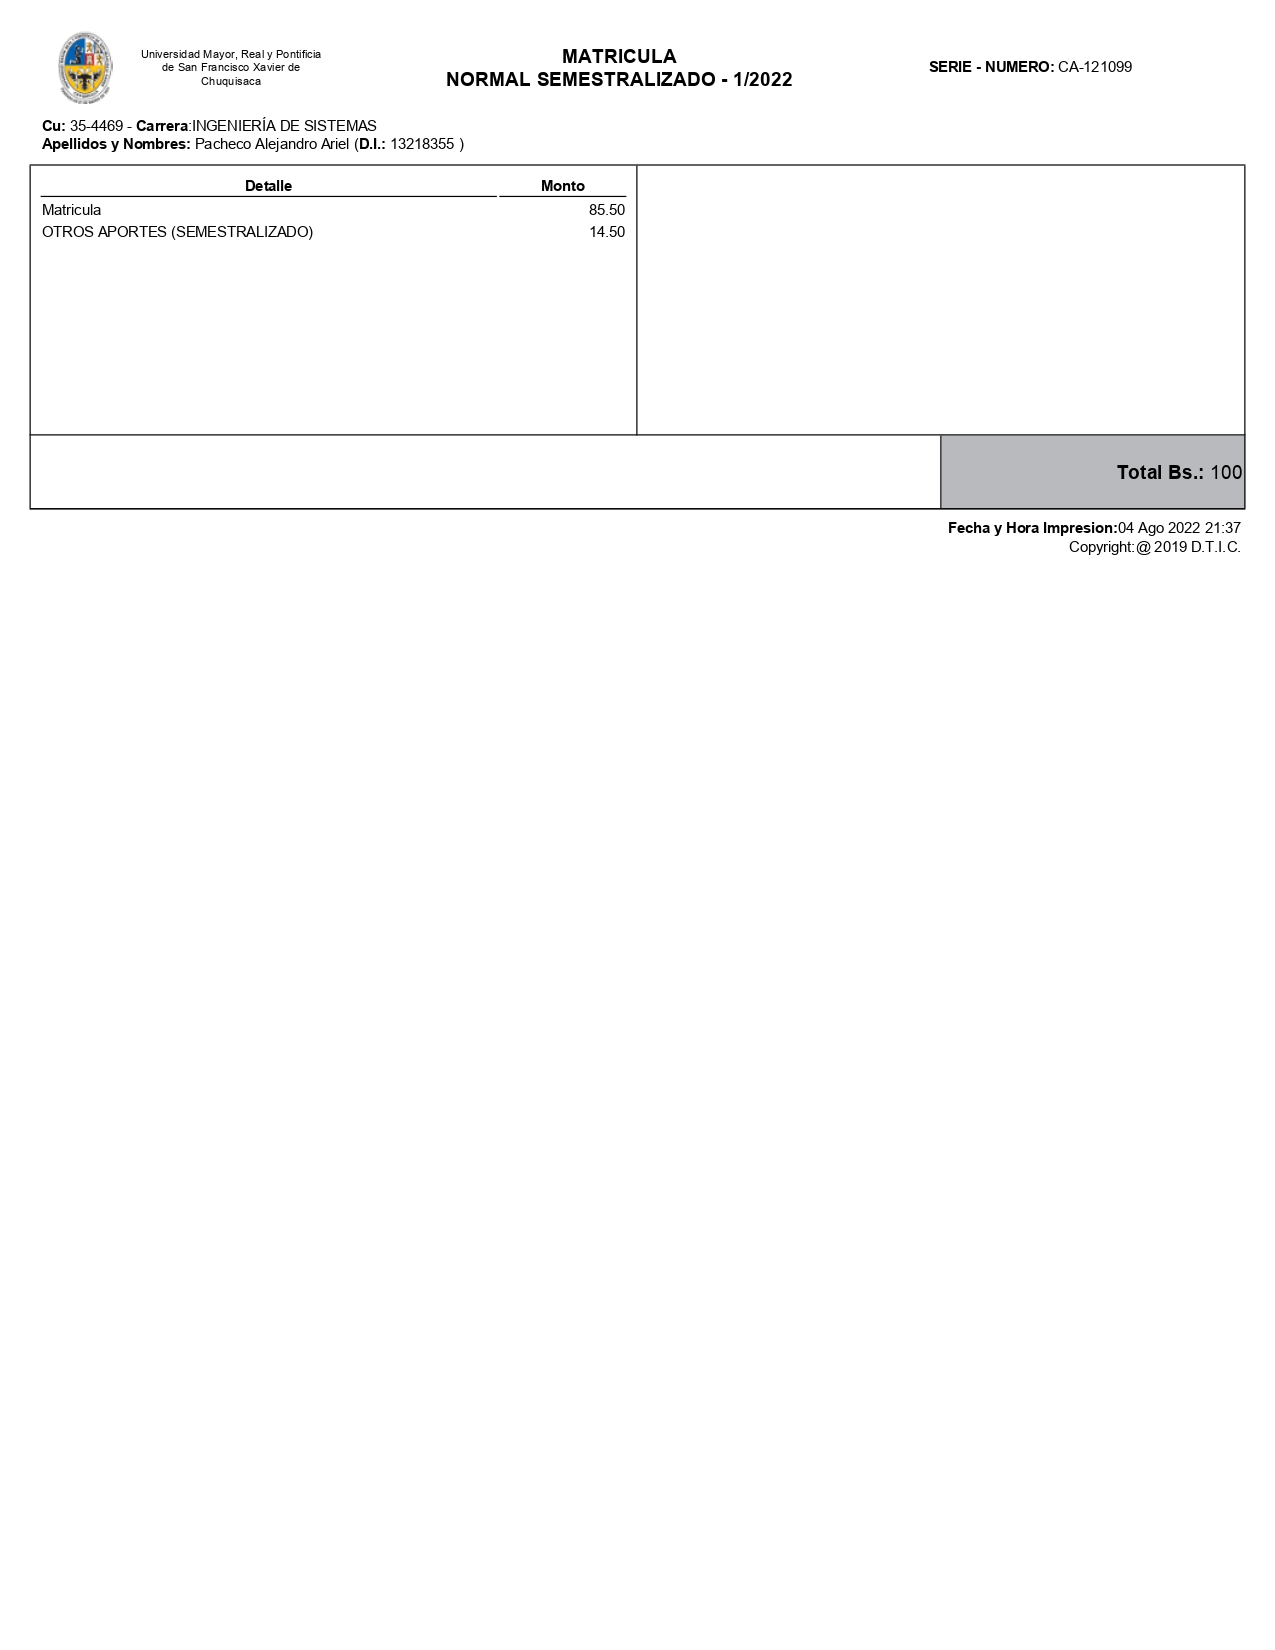 Universidad Mayor, Real y Pontificia
de San Francisco Xavier de
Chuquisaca
MATRICULA
NORMAL SEMESTRALIZADO - 1/2022
SERIE - NUMERO: CA-121099
Cu: 35-4469 - Carrera:INGENIERÍA DE SISTEMAS
Apellidos y Nombres: Pacheco Alejandro Ariel (D.I.: 13218355 )
Detalle Monto
Matricula 85.50
OTROS APORTES (SEMESTRALIZADO) 14.50
Total Bs.: 100
Fecha y Hora Impresion:04 Ago 2022 21:37
Copyright:@ 2019 D.T.I.C.